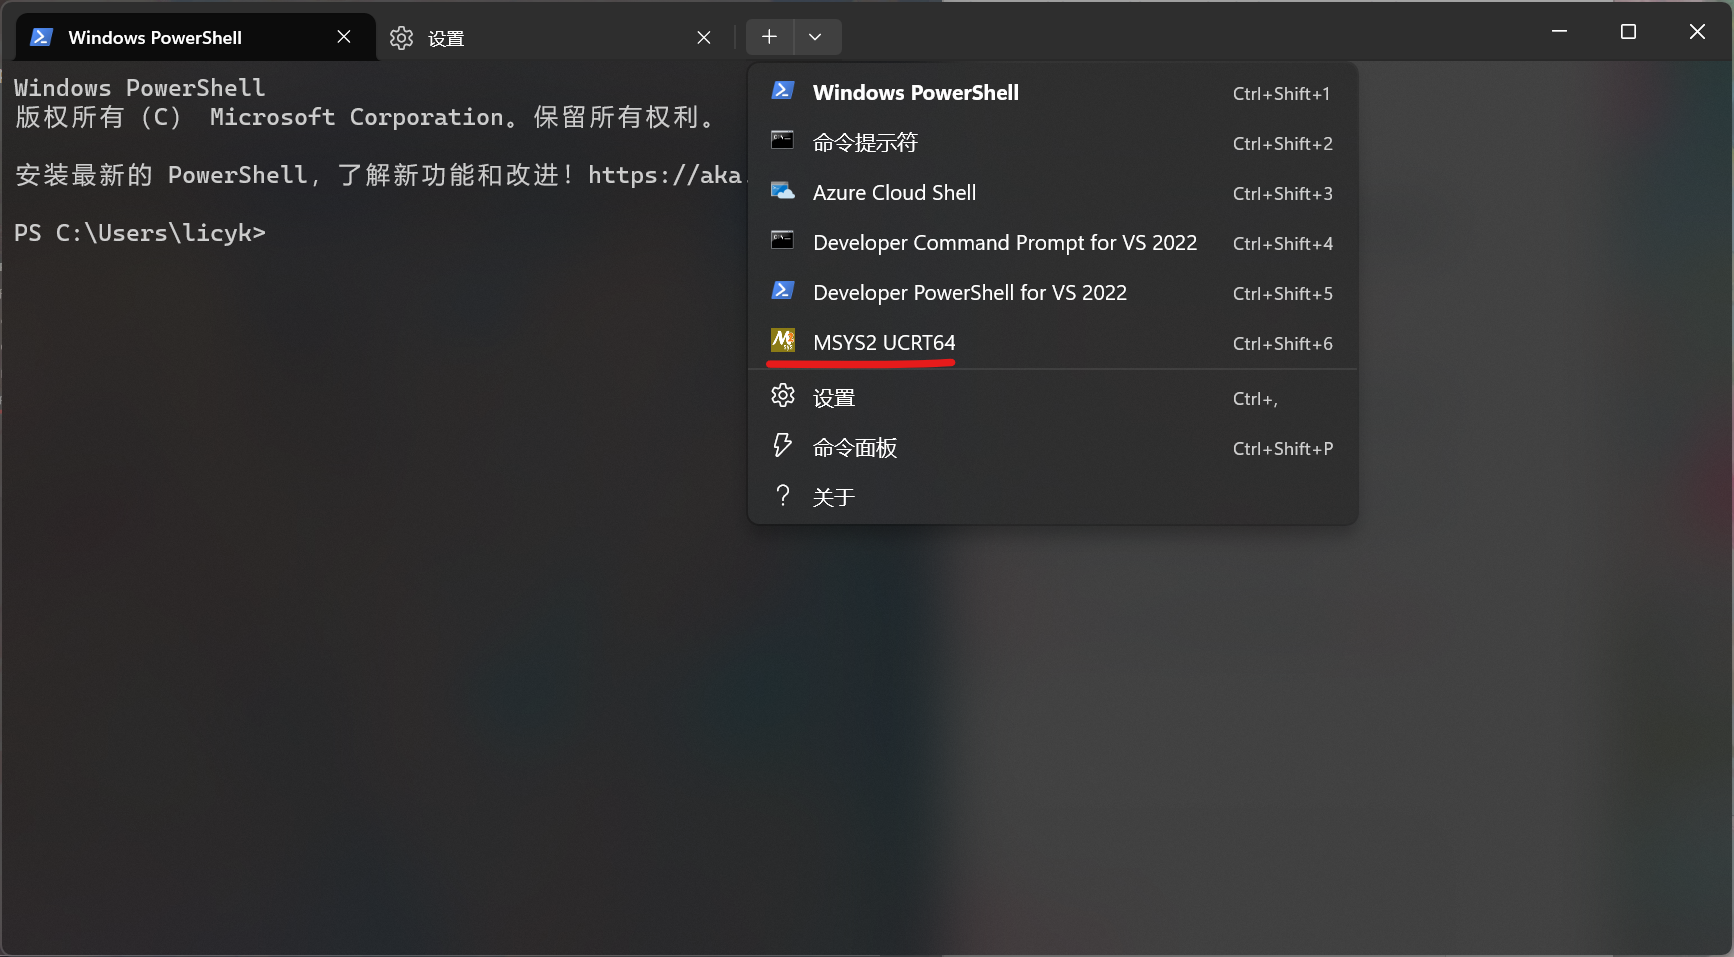 Windows PowerShell
设置
Windows PowerShell
版权所有 (C) Microsoft Corporation。保留所有权利。
安装最新的 PowerShell，了解新功能和改进！https://aka.
PS C:\Users\licyk>
Windows PowerShell Ctrl+Shift+1
命令提示符 Ctrl+Shift+2
Azure Cloud Shell Ctrl+Shift+3
Developer Command Prompt for VS 2022 Ctrl+Shift+4
Developer PowerShell for VS 2022 Ctrl+Shift+5
MSYS2 UCRT64 Ctrl+Shift+6
设置 Ctrl+,
命令面板 Ctrl+Shift+P
关于